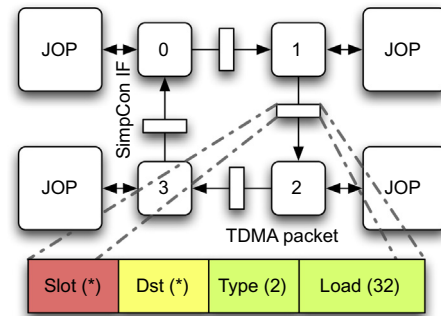 JOP
0
1
JOP
SimpCon IF
JOP
3
2
JOP
TDMA packet
Slot (*)
Dst (*)
Type (2)
Load (32)